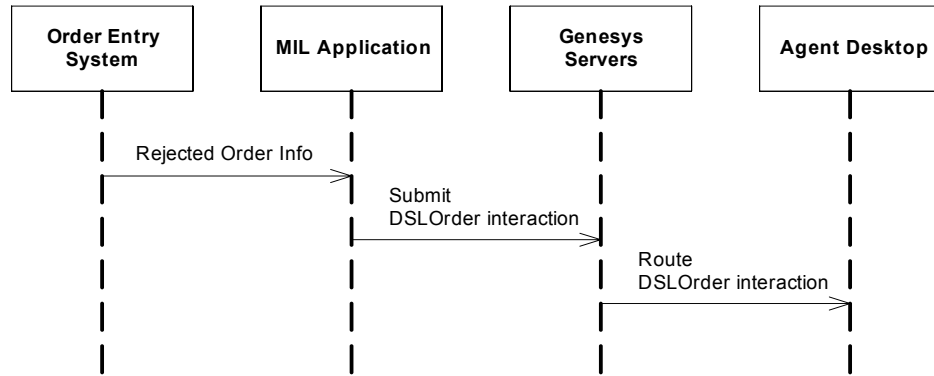 Order Entry
System
MIL Application
Genesys
Servers
Agent Desktop
Rejected Order Info
Submit
DSLOrder interaction
Route
DSLOrder interaction